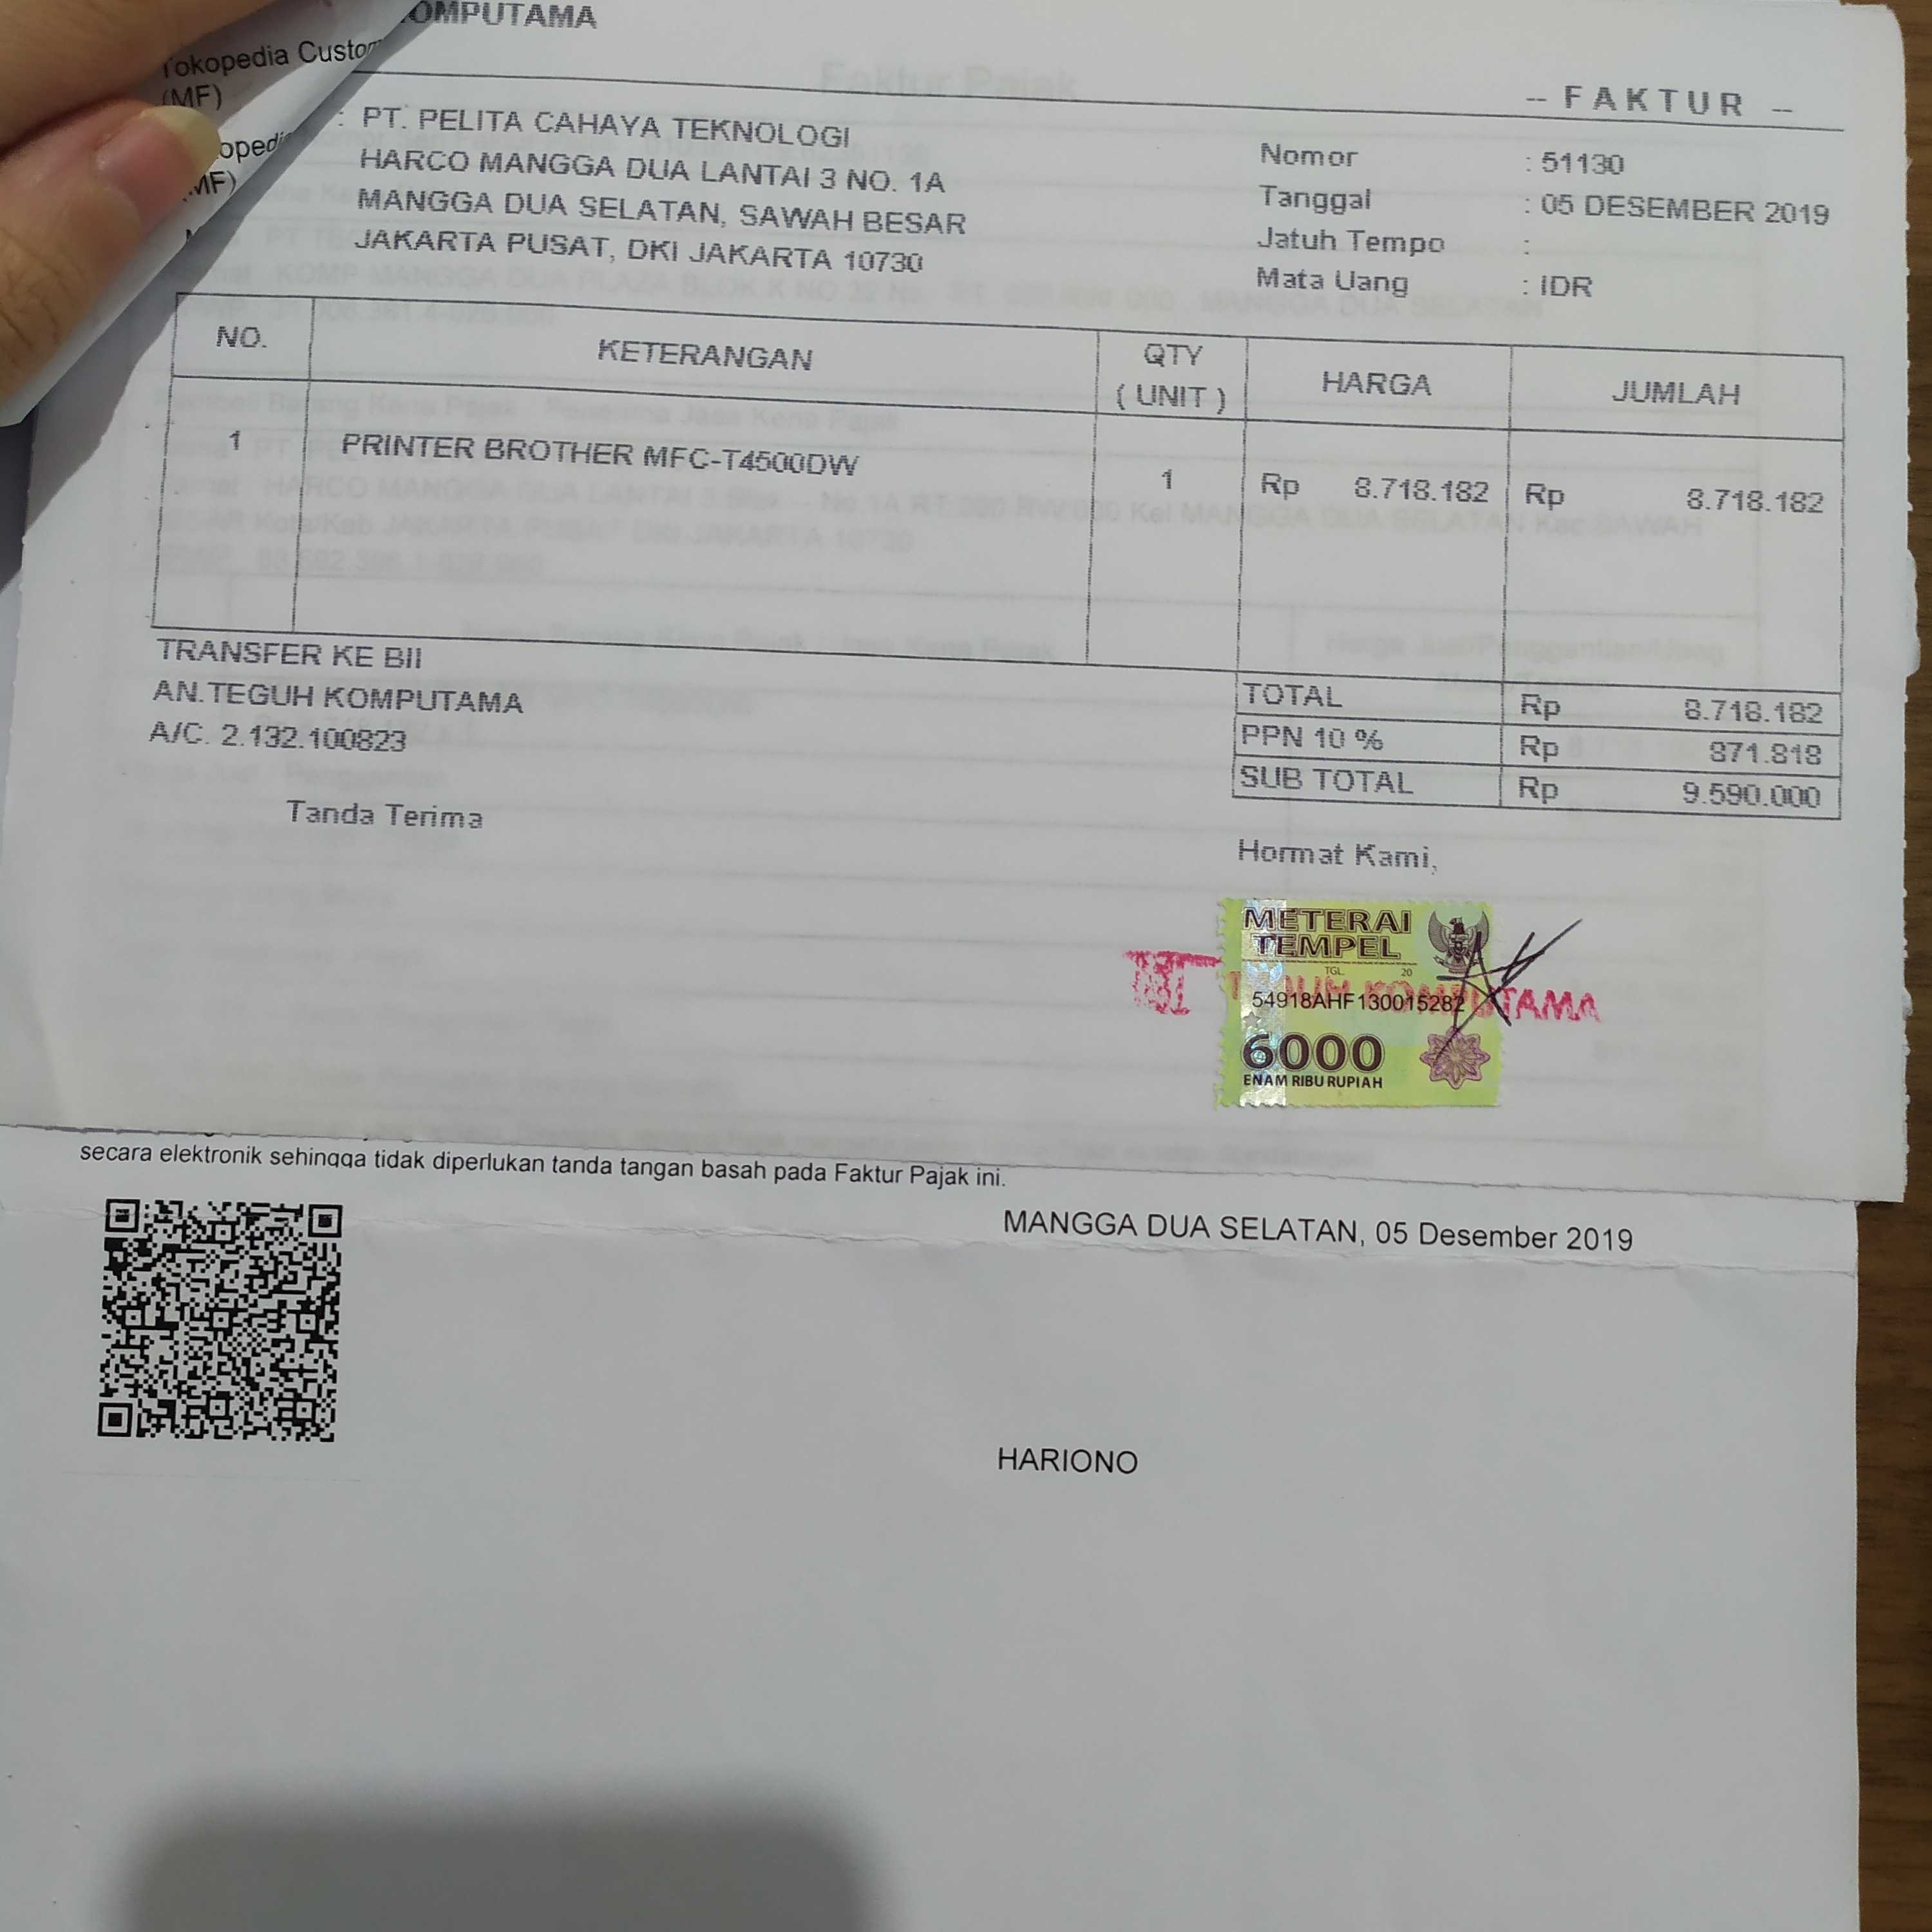 OMPUTAMA
Tokopedia Custom
(MF)
oped
MF)
-- FAKTUR --
: PT. PELITA CAHAYA TEKNOLOGI
HARCO MANGGA DUA LANTAI 3 NO. 1A
MANGGA DUA SELATAN, SAWAH BESAR
JAKARTA PUSAT, DKI JAKARTA 10730
Nomor : 51130
Tanggal : 05 DESEMBER 2019
Jatuh Tempo :
Mata Uang : IDR
NO. KETERANGAN QTY ( UNIT ) HARGA JUMLAH
1 PRINTER BROTHER MFC-T4500DW 1 Rp 8.718.182 Rp 8.718.182
TRANSFER KE BII
AN.TEGUH KOMPUTAMA
A/C. 2.132.100823
TOTAL Rp 8.718.182
PPN 10 % Rp 871.818
SUB TOTAL Rp 9.590.000
Tanda Terima
Hormat Kami,
METERAI
TEMPEL
TGL. 20
54918AHF130015282
KOMPUTAMA
6000
ENAM RIBU RUPIAH
secara elektronik sehingga tidak diperlukan tanda tangan basah pada Faktur Pajak ini.
MANGGA DUA SELATAN, 05 Desember 2019
HARIONO